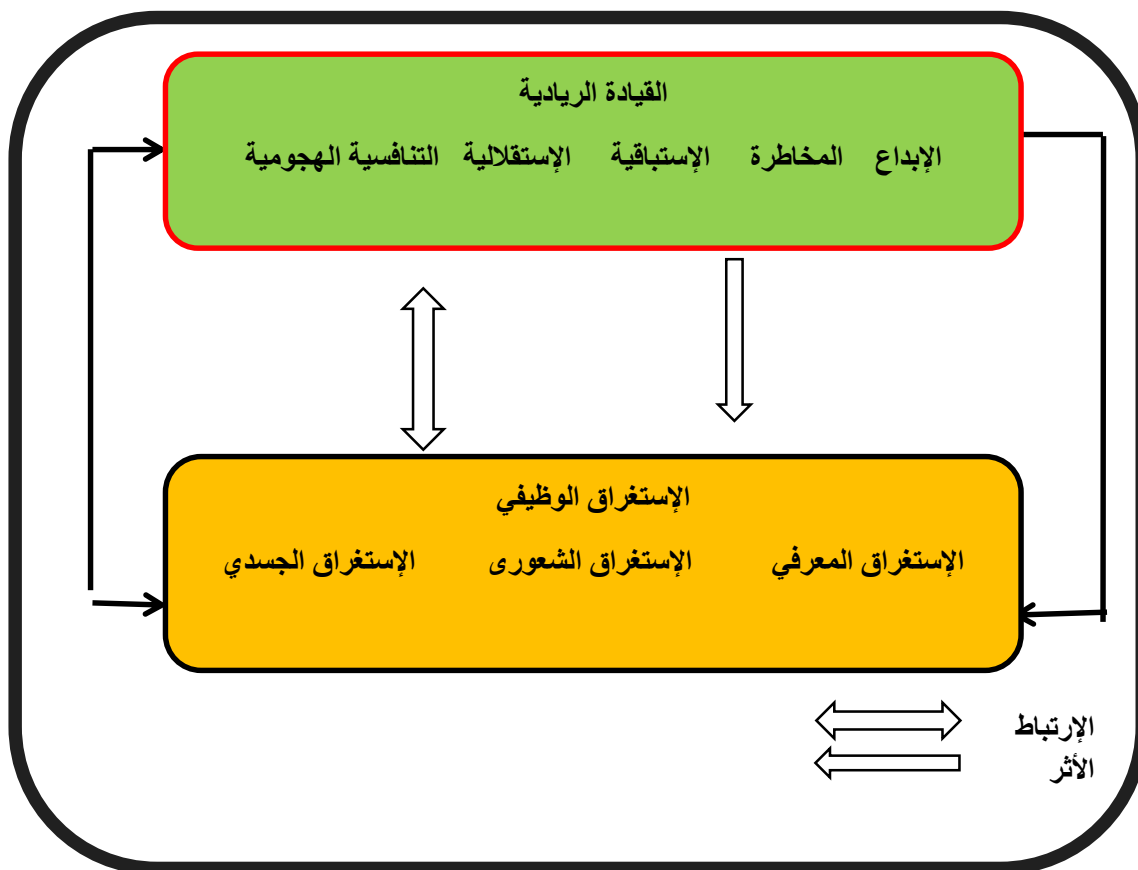 القيادة الريادية
الإبداع المخاطرة الإستباقية الإستقلالية التنافسية الهجومية
الإستغراق الوظيفي
الإستغراق المعرفي الإستغراق الشعورى الإستغراق الجسدي
الإرتباط
الأثر